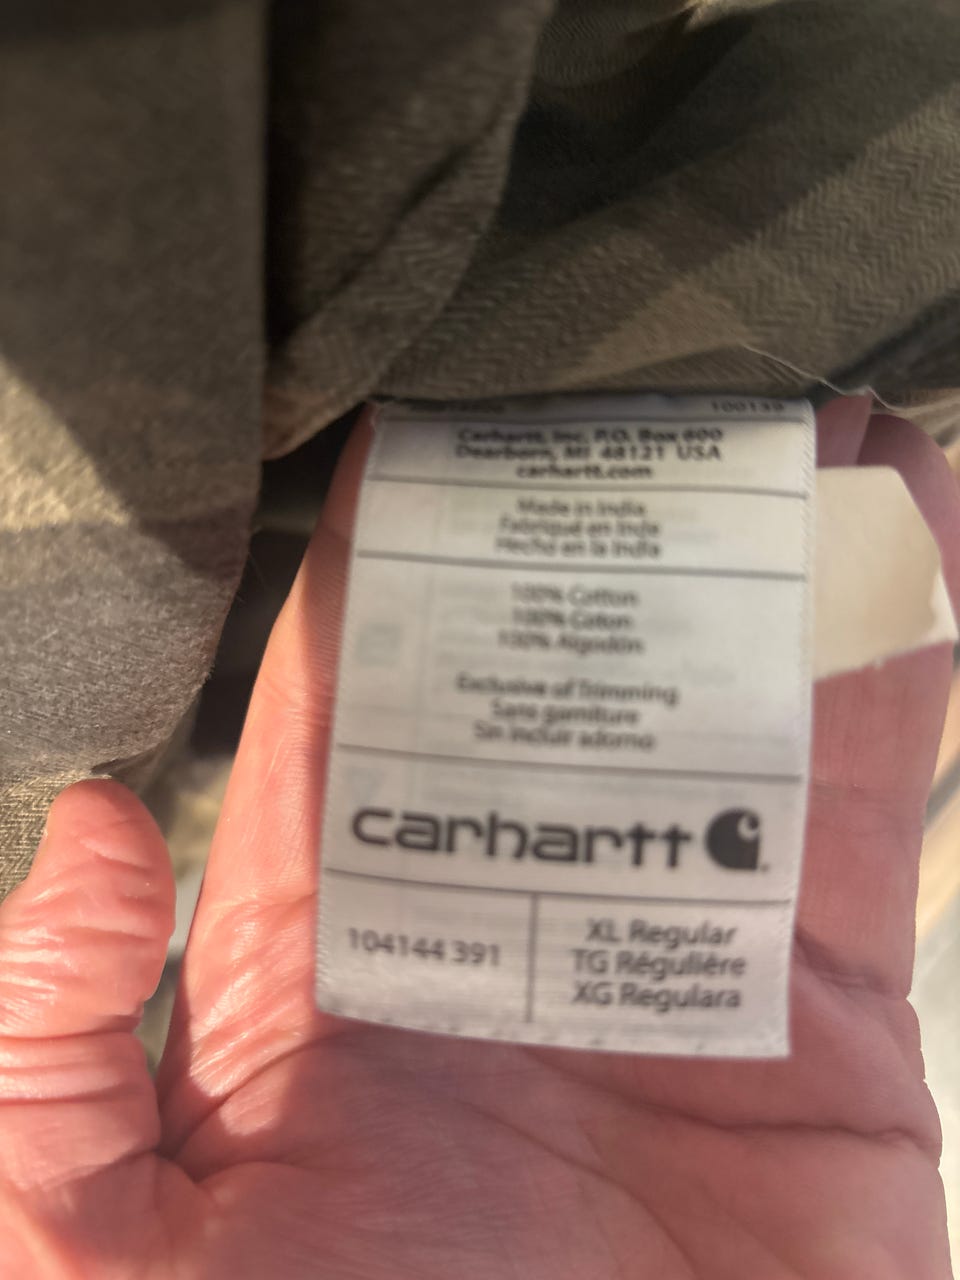 Carhartt, Inc. P.O. Box 600
Dearborn, MI 48121 USA
carhartt.com
Made in India
Fabriqué en Inde
Hecho en la India
100% Cotton
100% Coton
100% Algodón
Exclusive of Trimming
Sans garniture
Sin incluir adorno
carhartt
104144 391
XL Regular
TG Régulière
XG Regulara